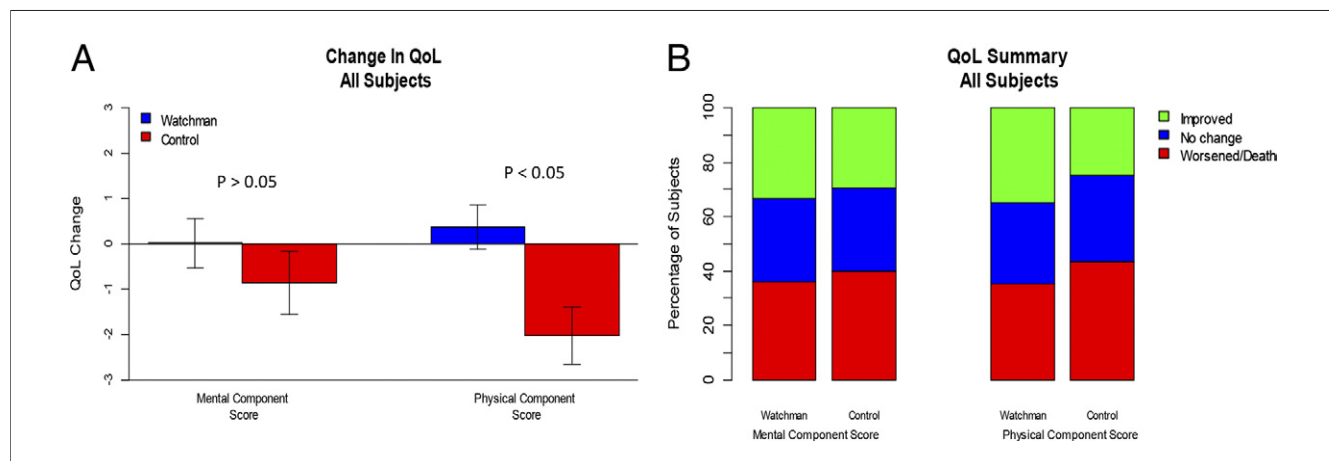 A
Change In QoL
All Subjects
QoL Change
3
2
1
0
-1
-2
-3
Watchman
Control
P > 0.05
P < 0.05
Mental Component
Score
Physical Component
Score
B
QoL Summary
All Subjects
Percentage of Subjects
100
80
60
40
20
0
Improved
No change
Worsened/Death
Watchman
Control
Mental Component Score
Watchman
Control
Physical Component Score